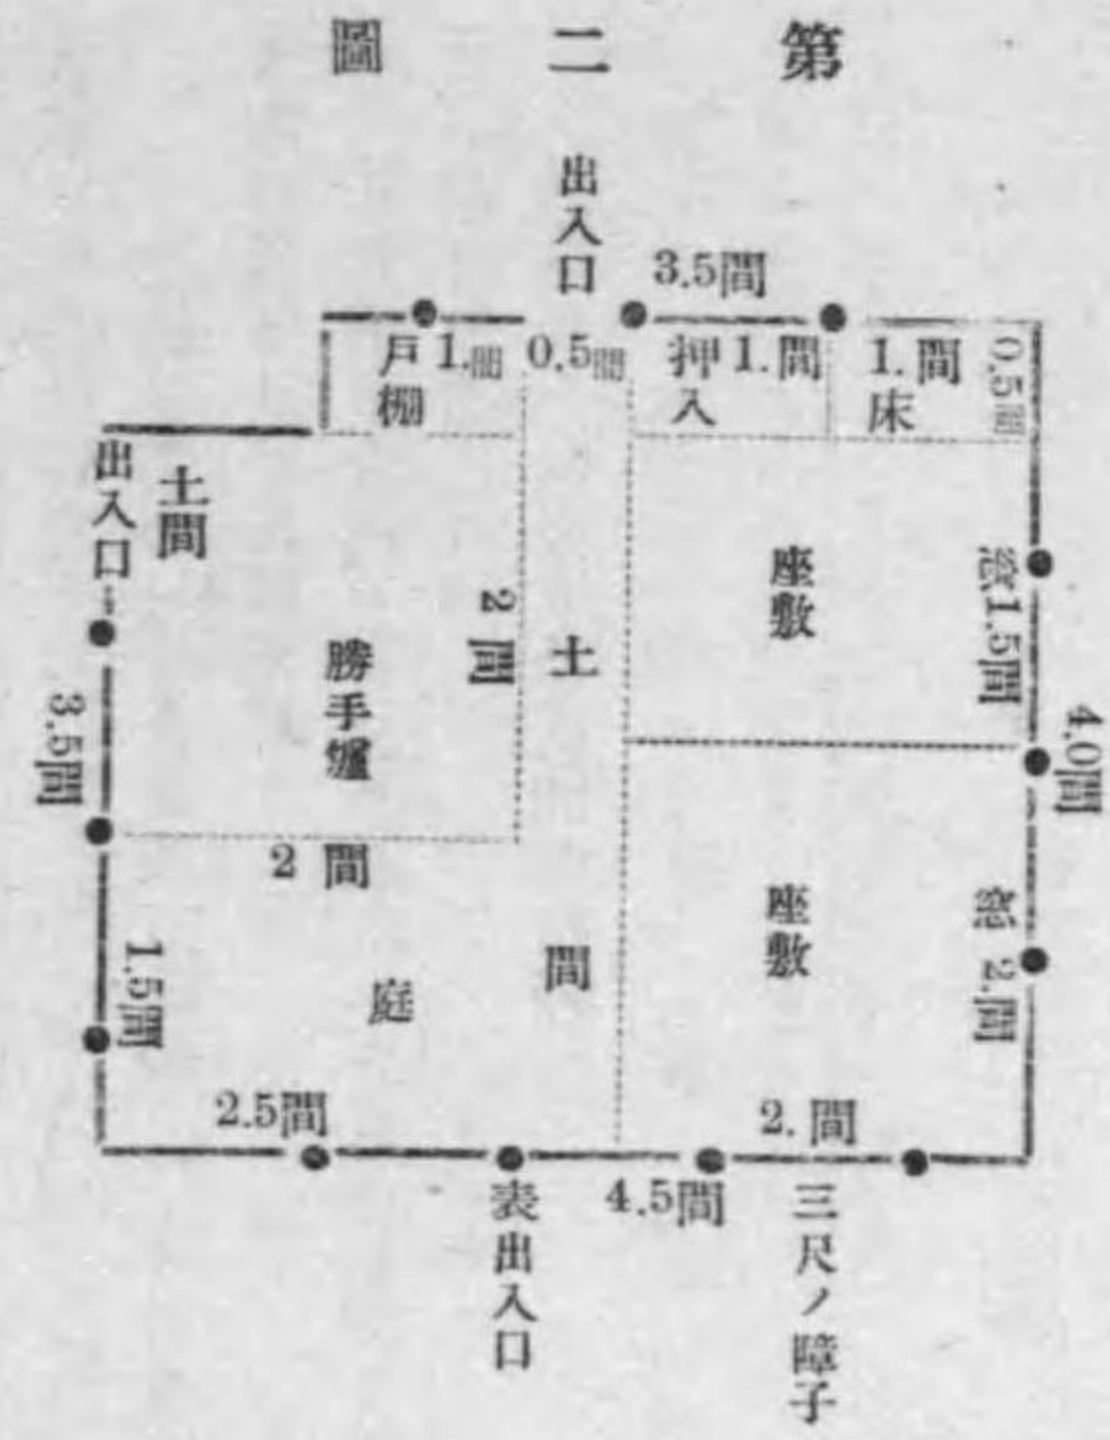 第二圖
出入口
3.5間
戸棚
1.間
0.5間
押入
1.間
1.間
床
0.5間
出入口
土間
勝手爐
2間
土間
座敷
窓1.5間
4.0間
3.5間
2間
座敷
窓 2.間
庭
1.5間
2.5間
2.間
表出入口
4.5間
三尺ノ障子